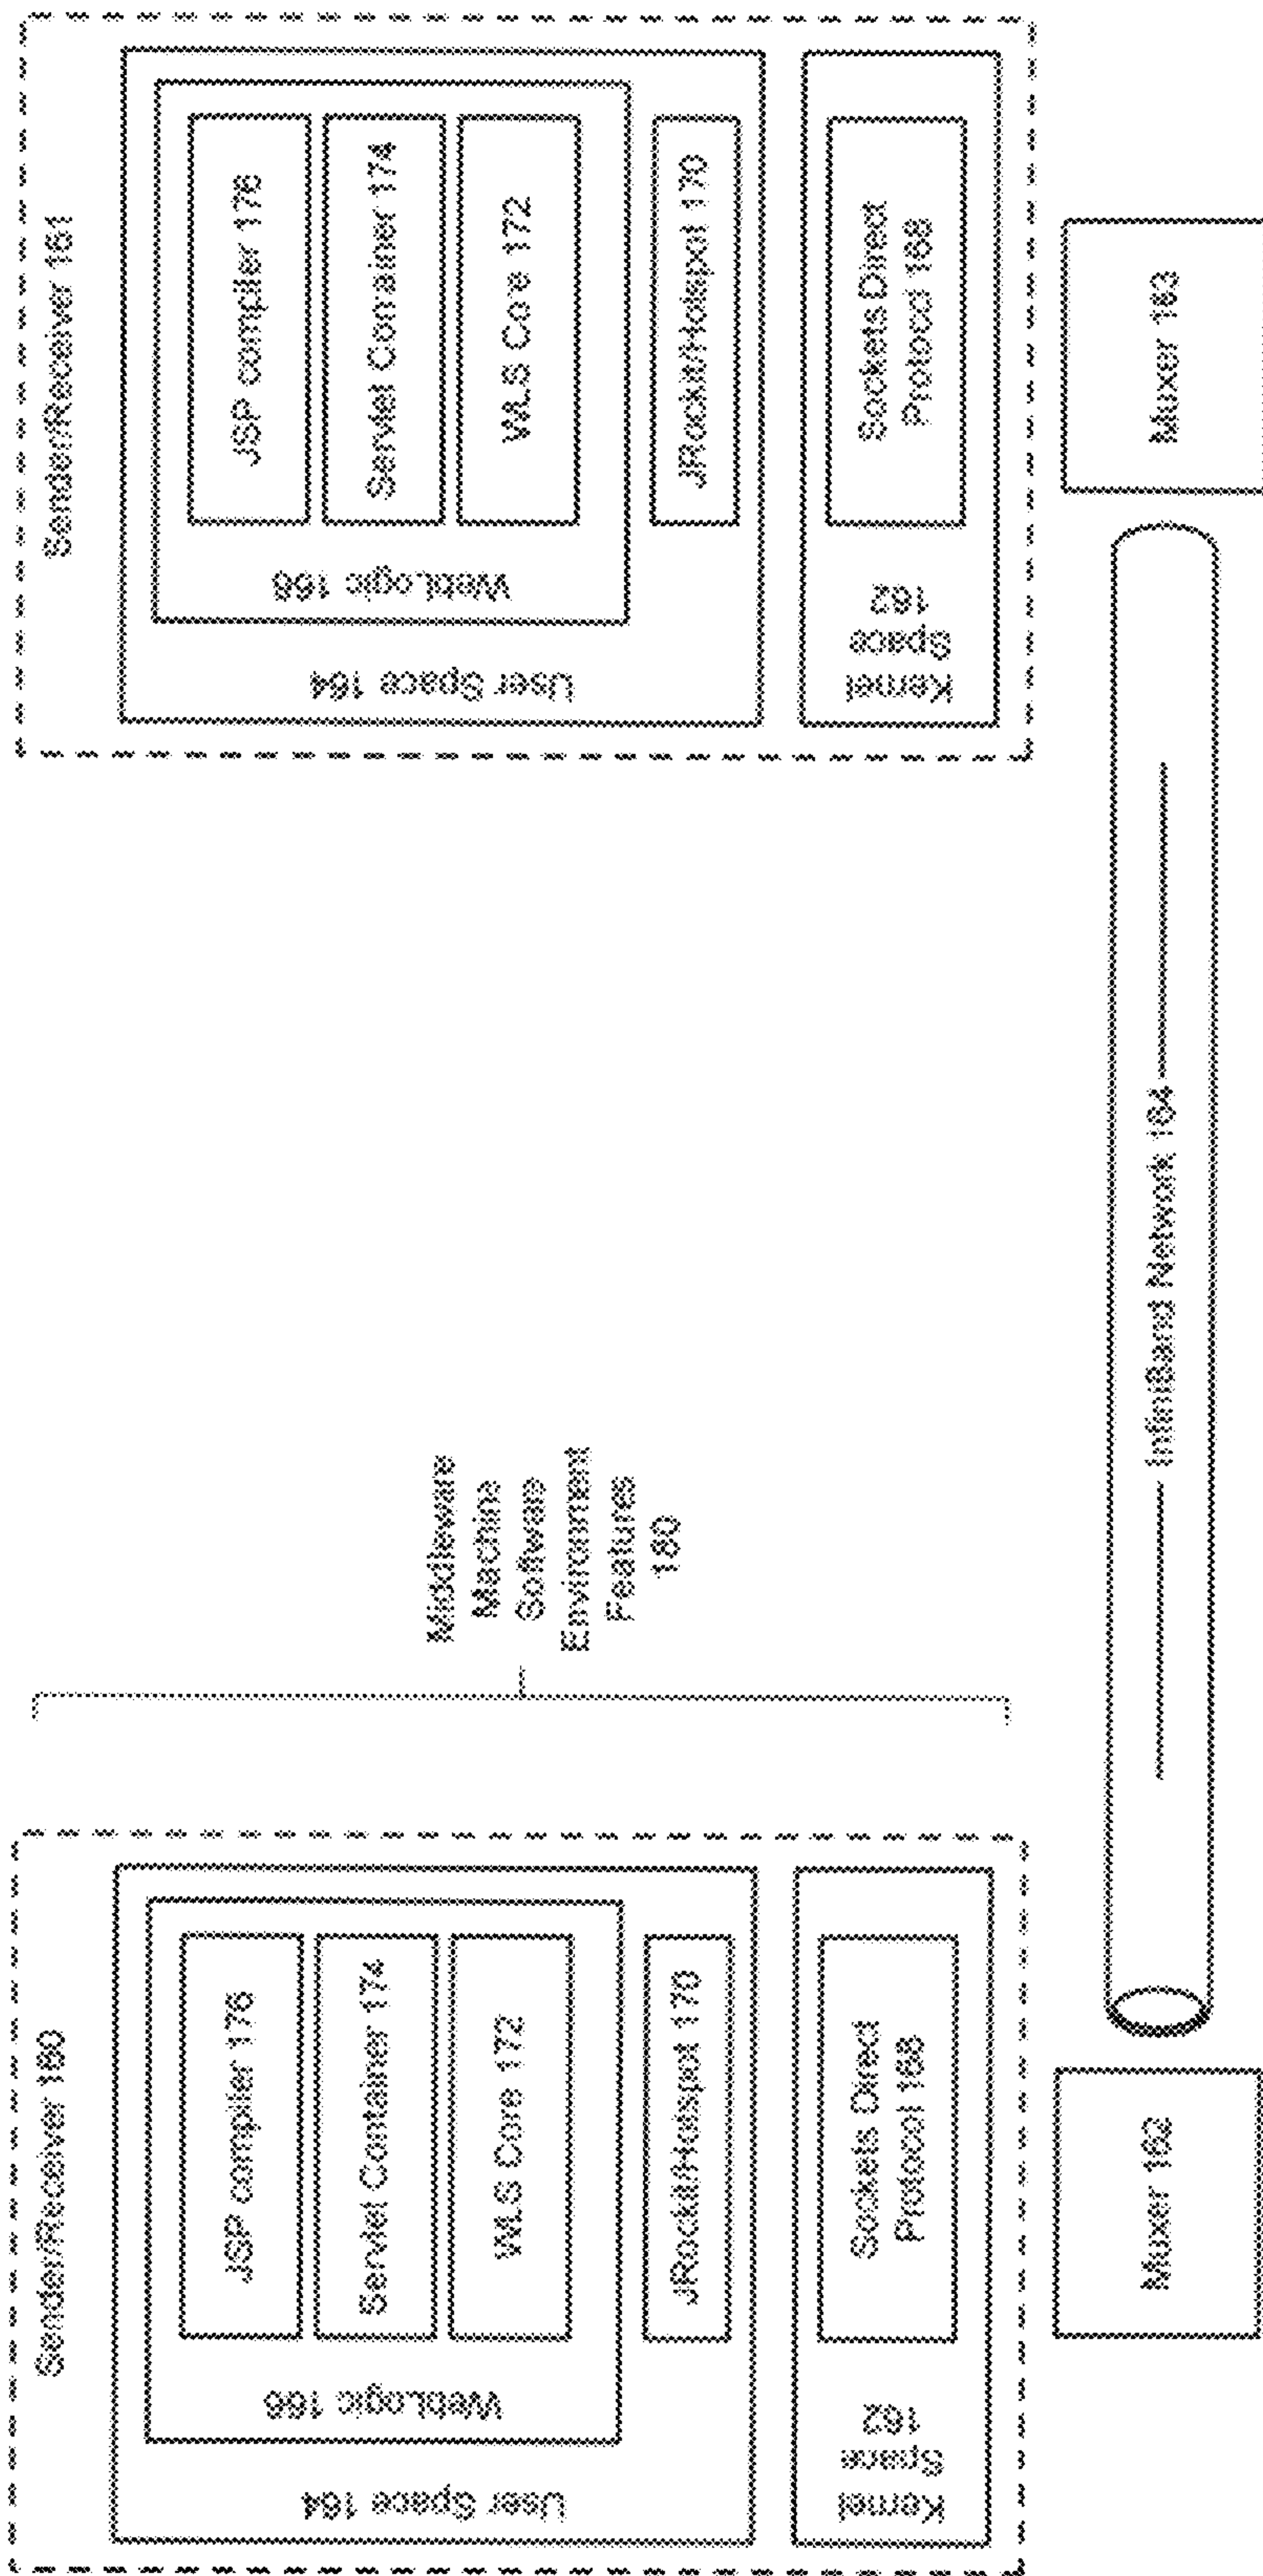 Sender/Receiver 160
User Space 164
WebLogic 166
JSP compiler 176
Servlet Container 174
WLS Core 172
JRockit/Hotspot 170
Kernel
Space
162
Sockets Direct
Protocol 168
Middleware
Machine
Software
Environment
Features
180
Sender/Receiver 161
User Space 164
WebLogic 166
JSP compiler 176
Servlet Container 174
WLS Core 172
JRockit/Hotspot 170
Kernel
Space
162
Sockets Direct
Protocol 168
Muxer 162
InfiniBand Network 164
Muxer 163